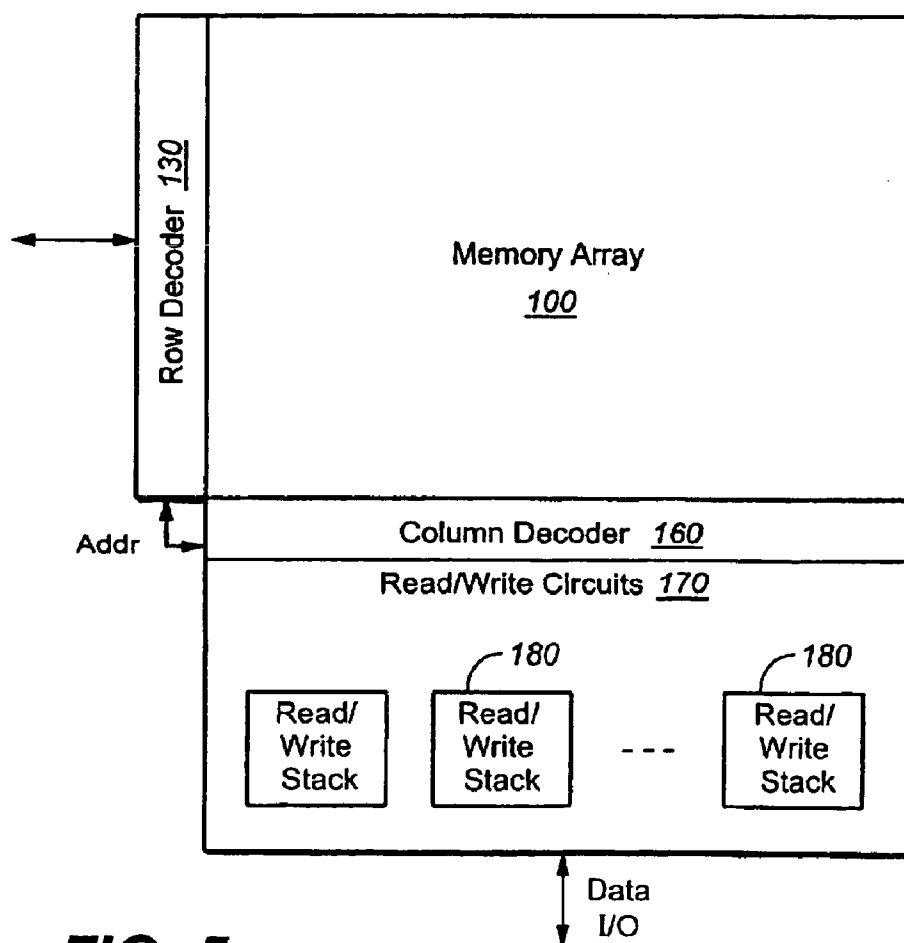 Row Decoder 130
Memory Array
100
Addr
Column Decoder 160
Read/Write Circuits 170
180
180
Read/
Write
Stack
Read/
Write
Stack
- - -
Read/
Write
Stack
Data
I/O